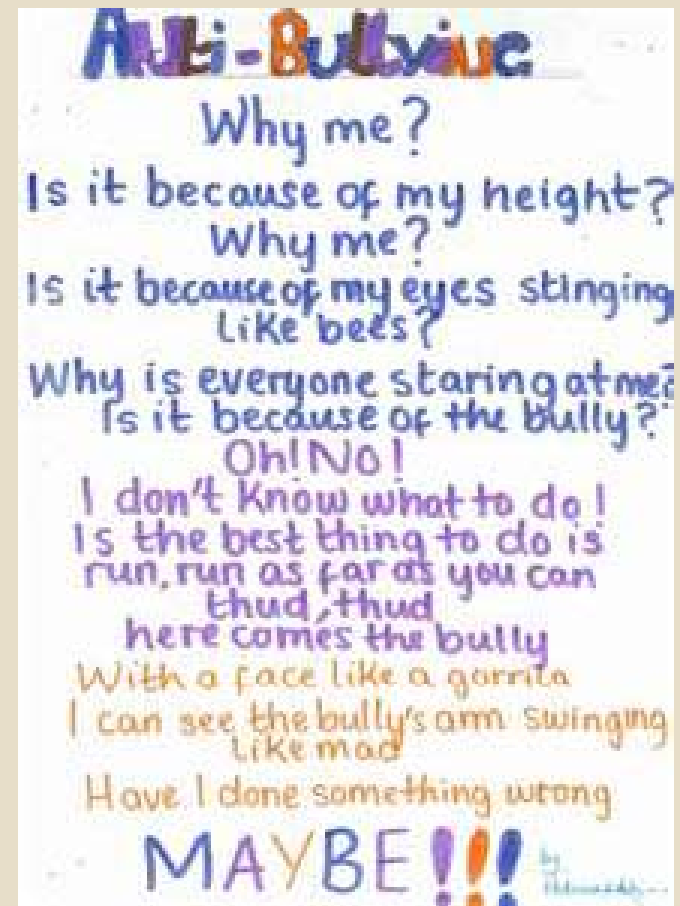 Anti-Bullying
Why me?
Is it because of my height?
Why me?
Is it because of my eyes stinging
like bees?
Why is everyone staring at me?
Is it because of the bully?
Oh! No!
I don't know what to do!
Is the best thing to do is
run, run as far as you can
thud, thud
here comes the bully
With a face like a gorrila
I can see the bully's arm swinging
like mad
Have I done something wrong
MAYBE!!!
by